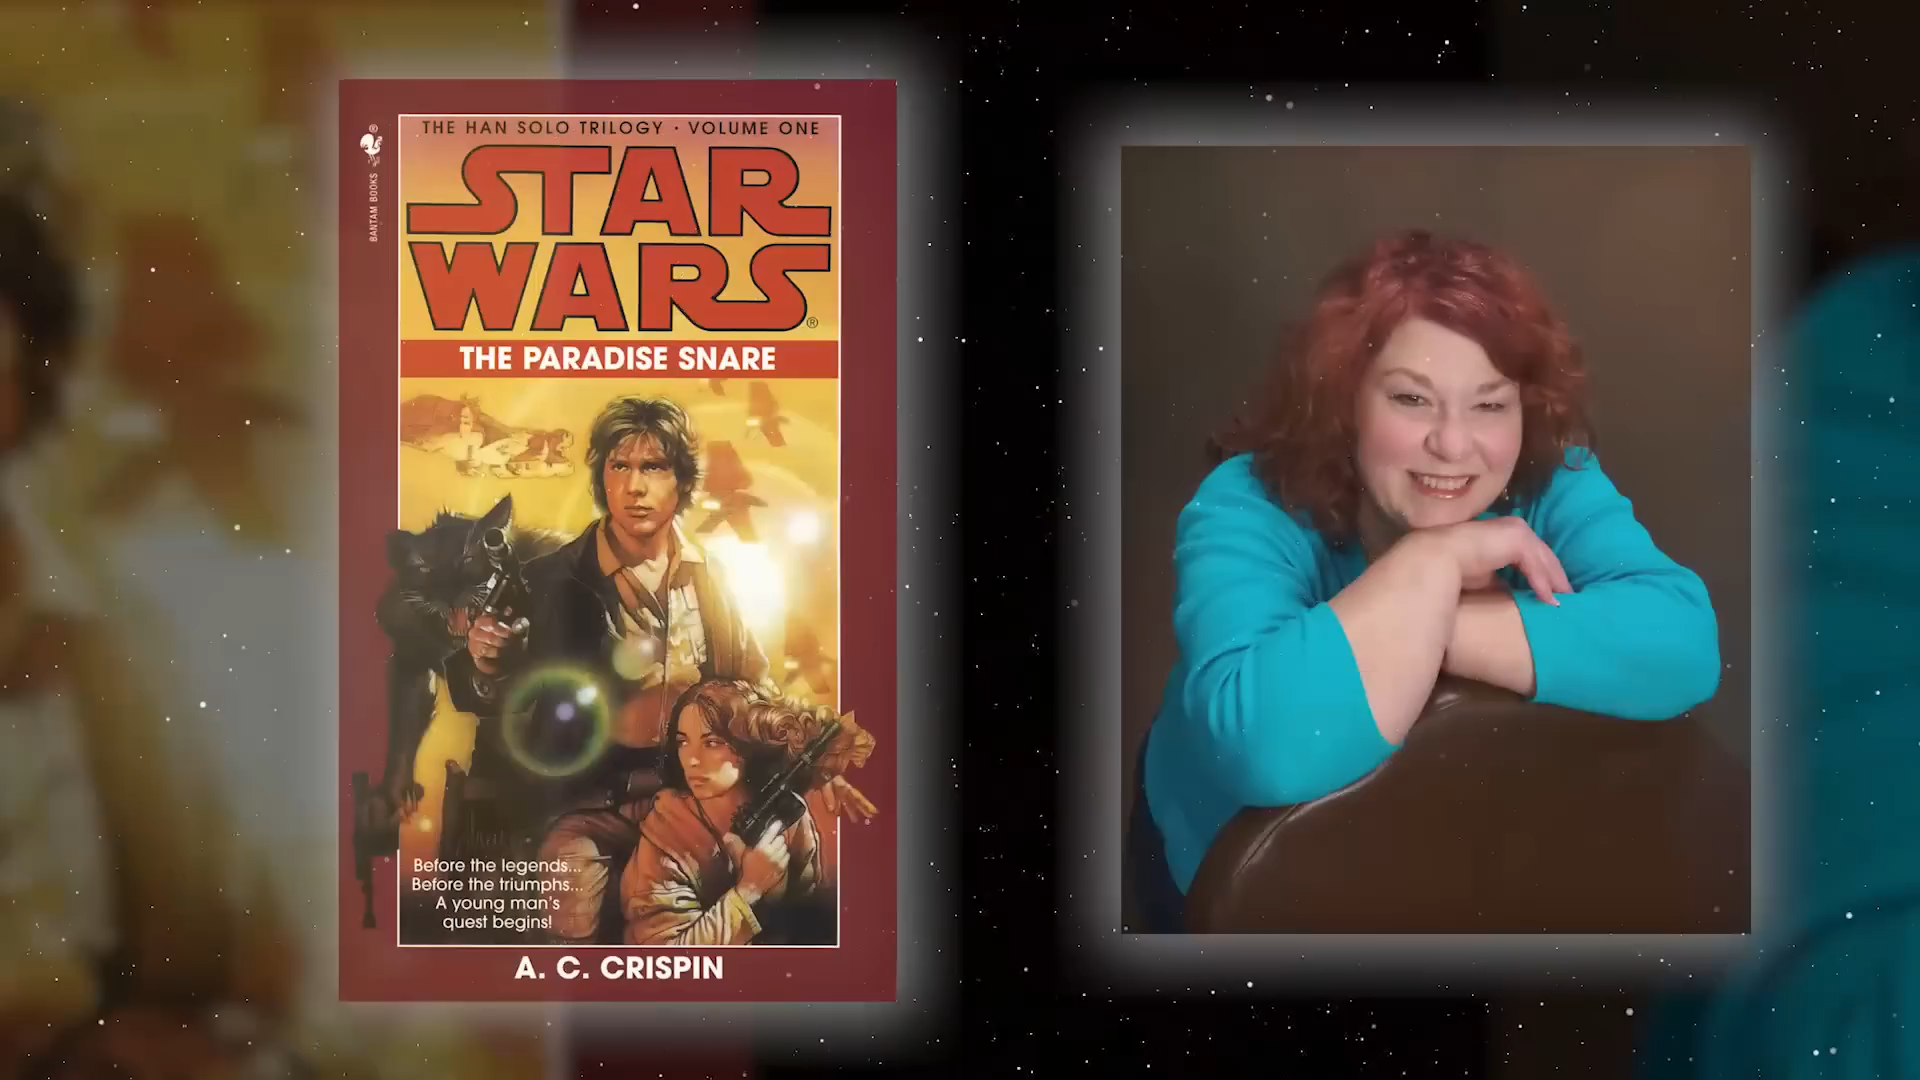 BANTAM BOOKS
THE HAN SOLO TRILOGY · VOLUME ONE
STAR
WARS®
THE PARADISE SNARE
Before the legends...
Before the triumphs...
A young man's
quest begins!
A. C. CRISPIN